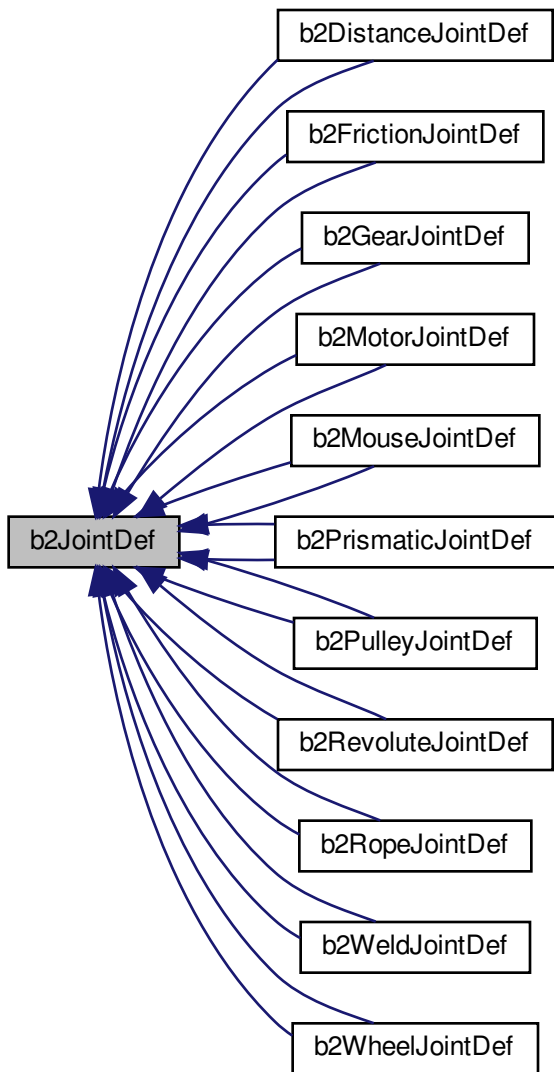 b2DistanceJointDef
b2FrictionJointDef
b2GearJointDef
b2MotorJointDef
b2MouseJointDef
b2JointDef
b2PrismaticJointDef
b2PulleyJointDef
b2RevoluteJointDef
b2RopeJointDef
b2WeldJointDef
b2WheelJointDef